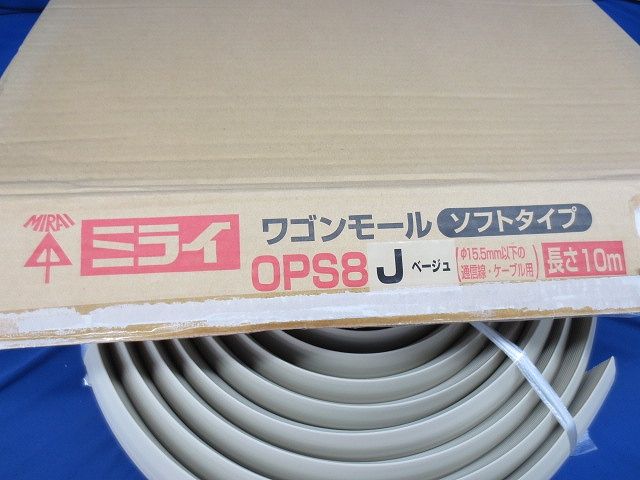 MIRAI
ミライ
ワゴンモール ソフトタイプ
OPS8 J ベージュ
(φ15.5mm以下の
通信線・ケーブル用)
長さ10m